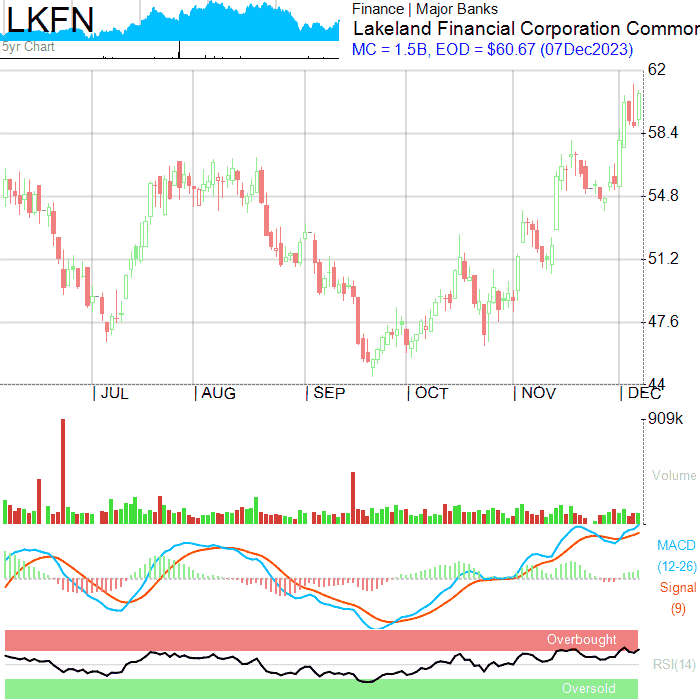 LKFN
5yr Chart
Finance | Major Banks
Lakeland Financial Corporation Common
MC = 1.5B, EOD = $60.67 (07Dec2023)
62
58.4
54.8
51.2
47.6
44
| JUL | AUG | SEP | OCT | NOV | DEC
909k
Volume
MACD
(12-26)
Signal
(9)
Overbought
RSI(14)
Oversold